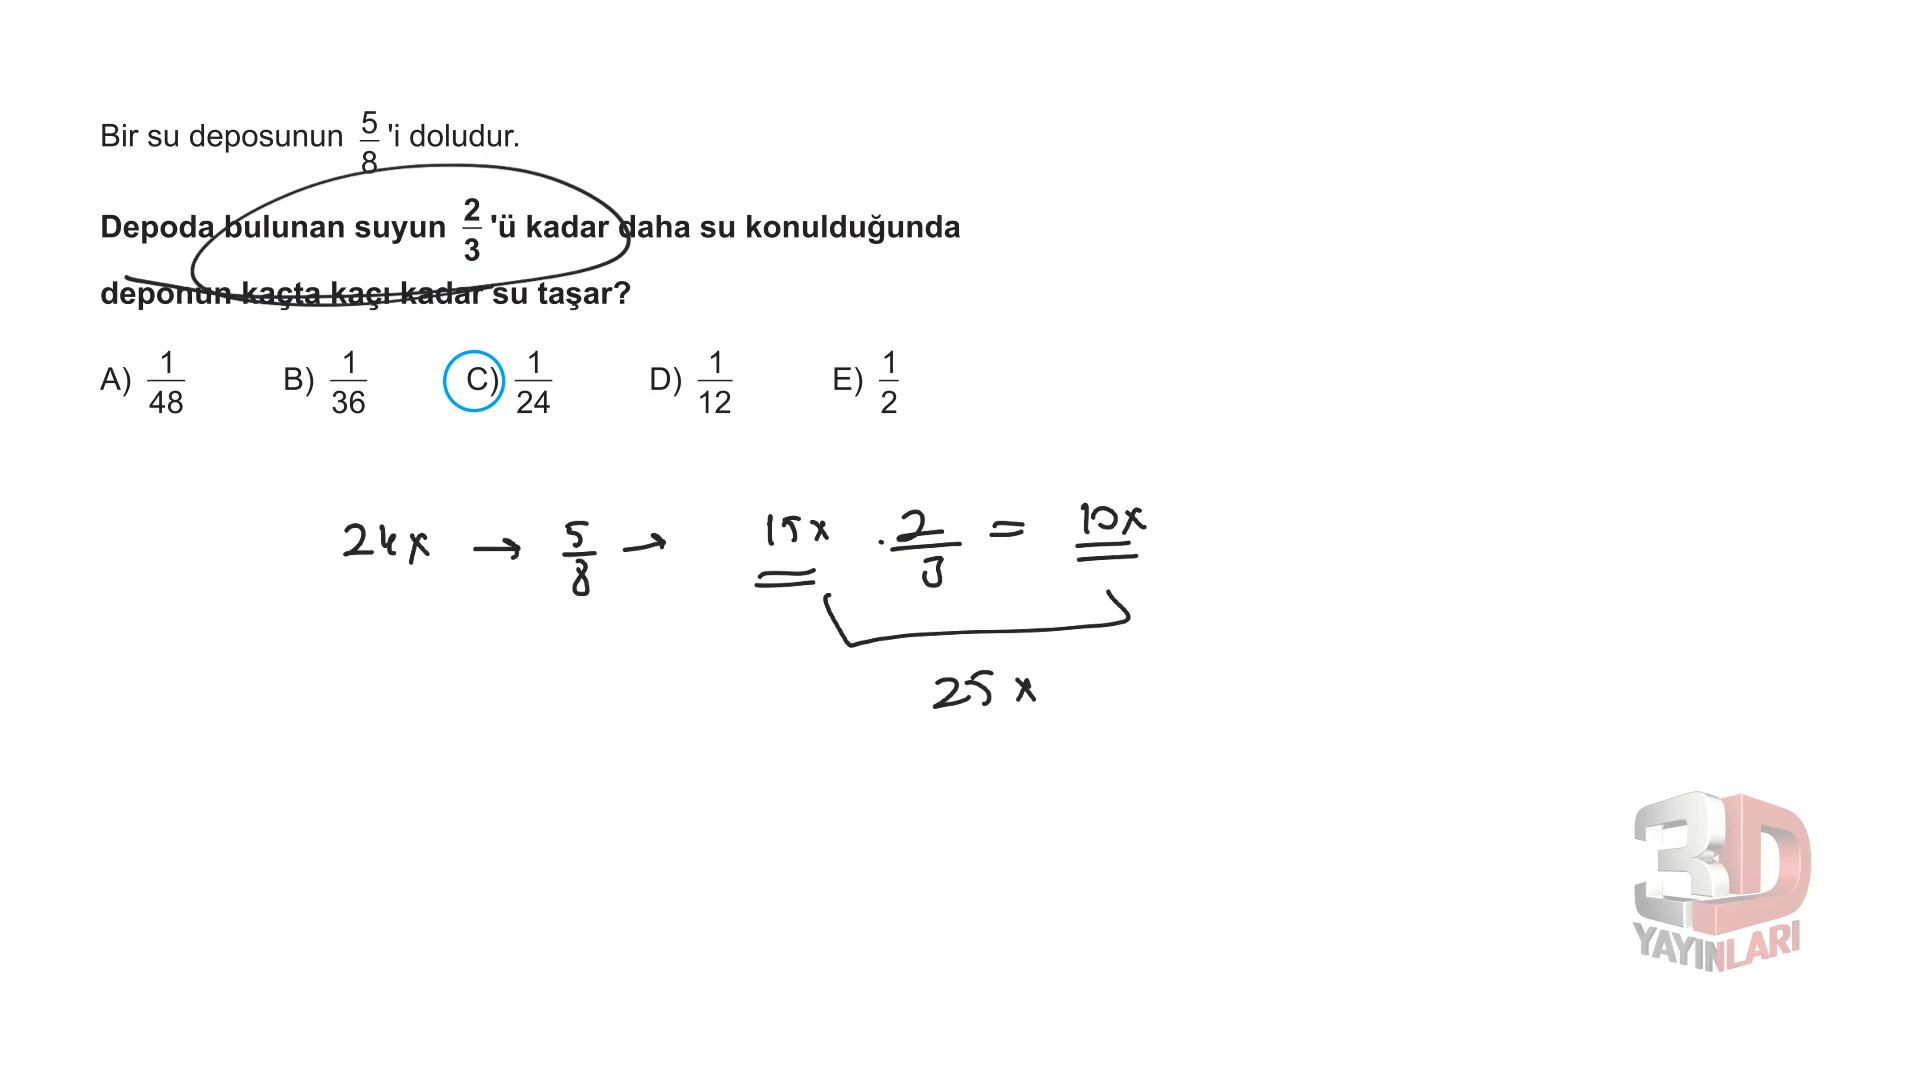 Bir su deposunun 5/8 'i doludur.
Depoda bulunan suyun 2/3 'ü kadar daha su konulduğunda
deponun kaçta kaçı kadar su taşar?
A) 1/48 B) 1/36 C) 1/24 D) 1/12 E) 1/2
24x → 5/8 → 15x . 2/3 = 10x
25x
3D
YAYINLARI